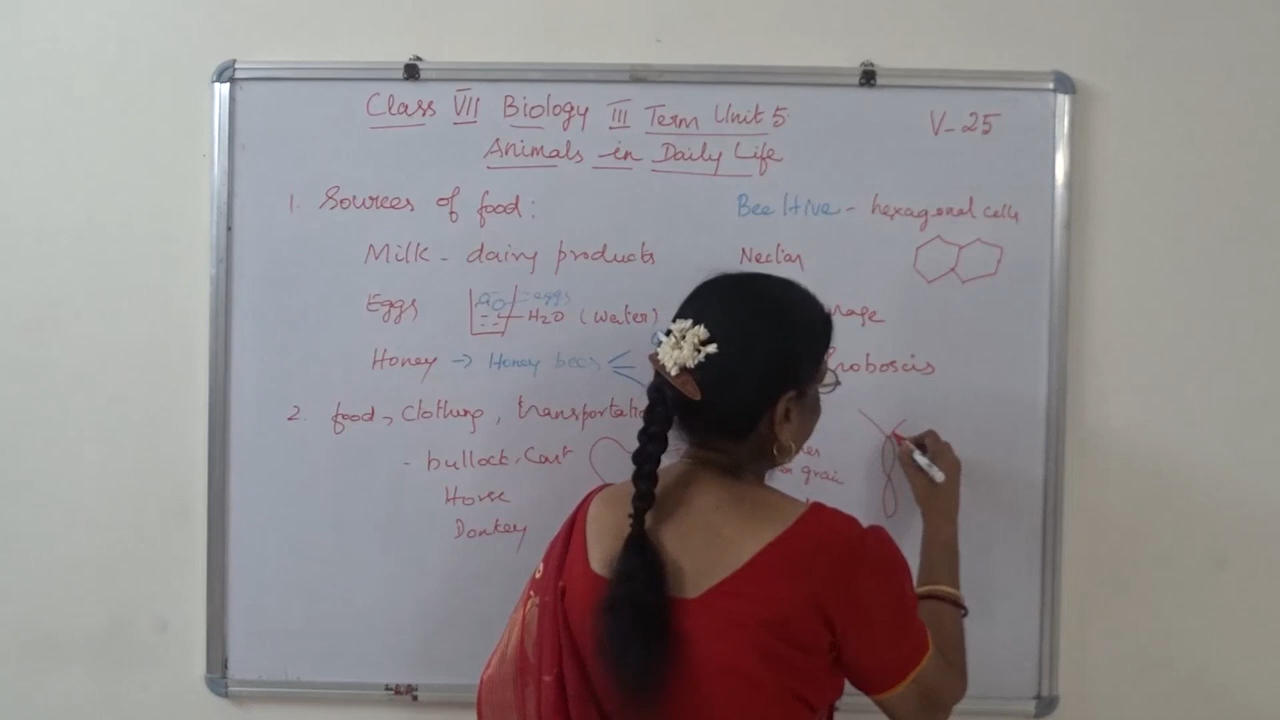 Class VII Biology III Term Unit 5
V-25
Animals in Daily Life
1. Sources of food:
Bee Hive - hexagonal cells
Milk - dairy products
Nectar
Eggs
eggs
H2O (Water)
Honey → Honey bees
Proboscis
2. food, Clothing, transportatio
- bullock-Cart
grain
Horse
Donkey